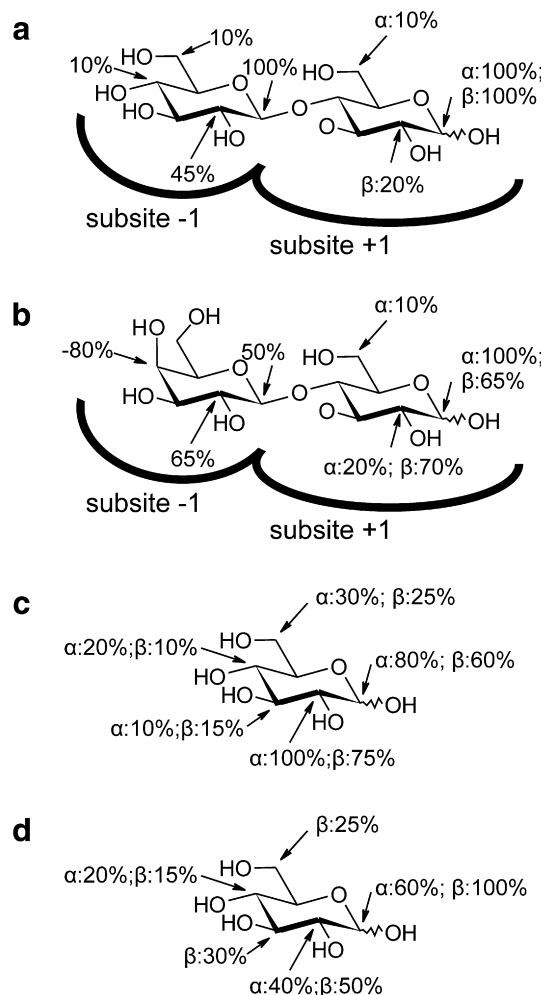 a
10%
α:10%
HO
10%
100%
HO
α:100%;
β:100%
HO
O
O
O
HO
HO
O
OH
OH
45%
β:20%
subsite -1
subsite +1
b
OH
α:10%
HO
-80%
50%
HO
α:100%;
β:65%
O
O
O
HO
HO
O
OH
OH
65%
α:20%; β:70%
subsite -1
subsite +1
c
α:30%; β:25%
HO
α:20%;β:10%
O
α:80%; β:60%
HO
HO
HO
OH
α:10%;β:15%
α:100%;β:75%
d
β:25%
HO
α:20%;β:15%
O
α:60%; β:100%
HO
HO
HO
OH
β:30%
α:40%;β:50%